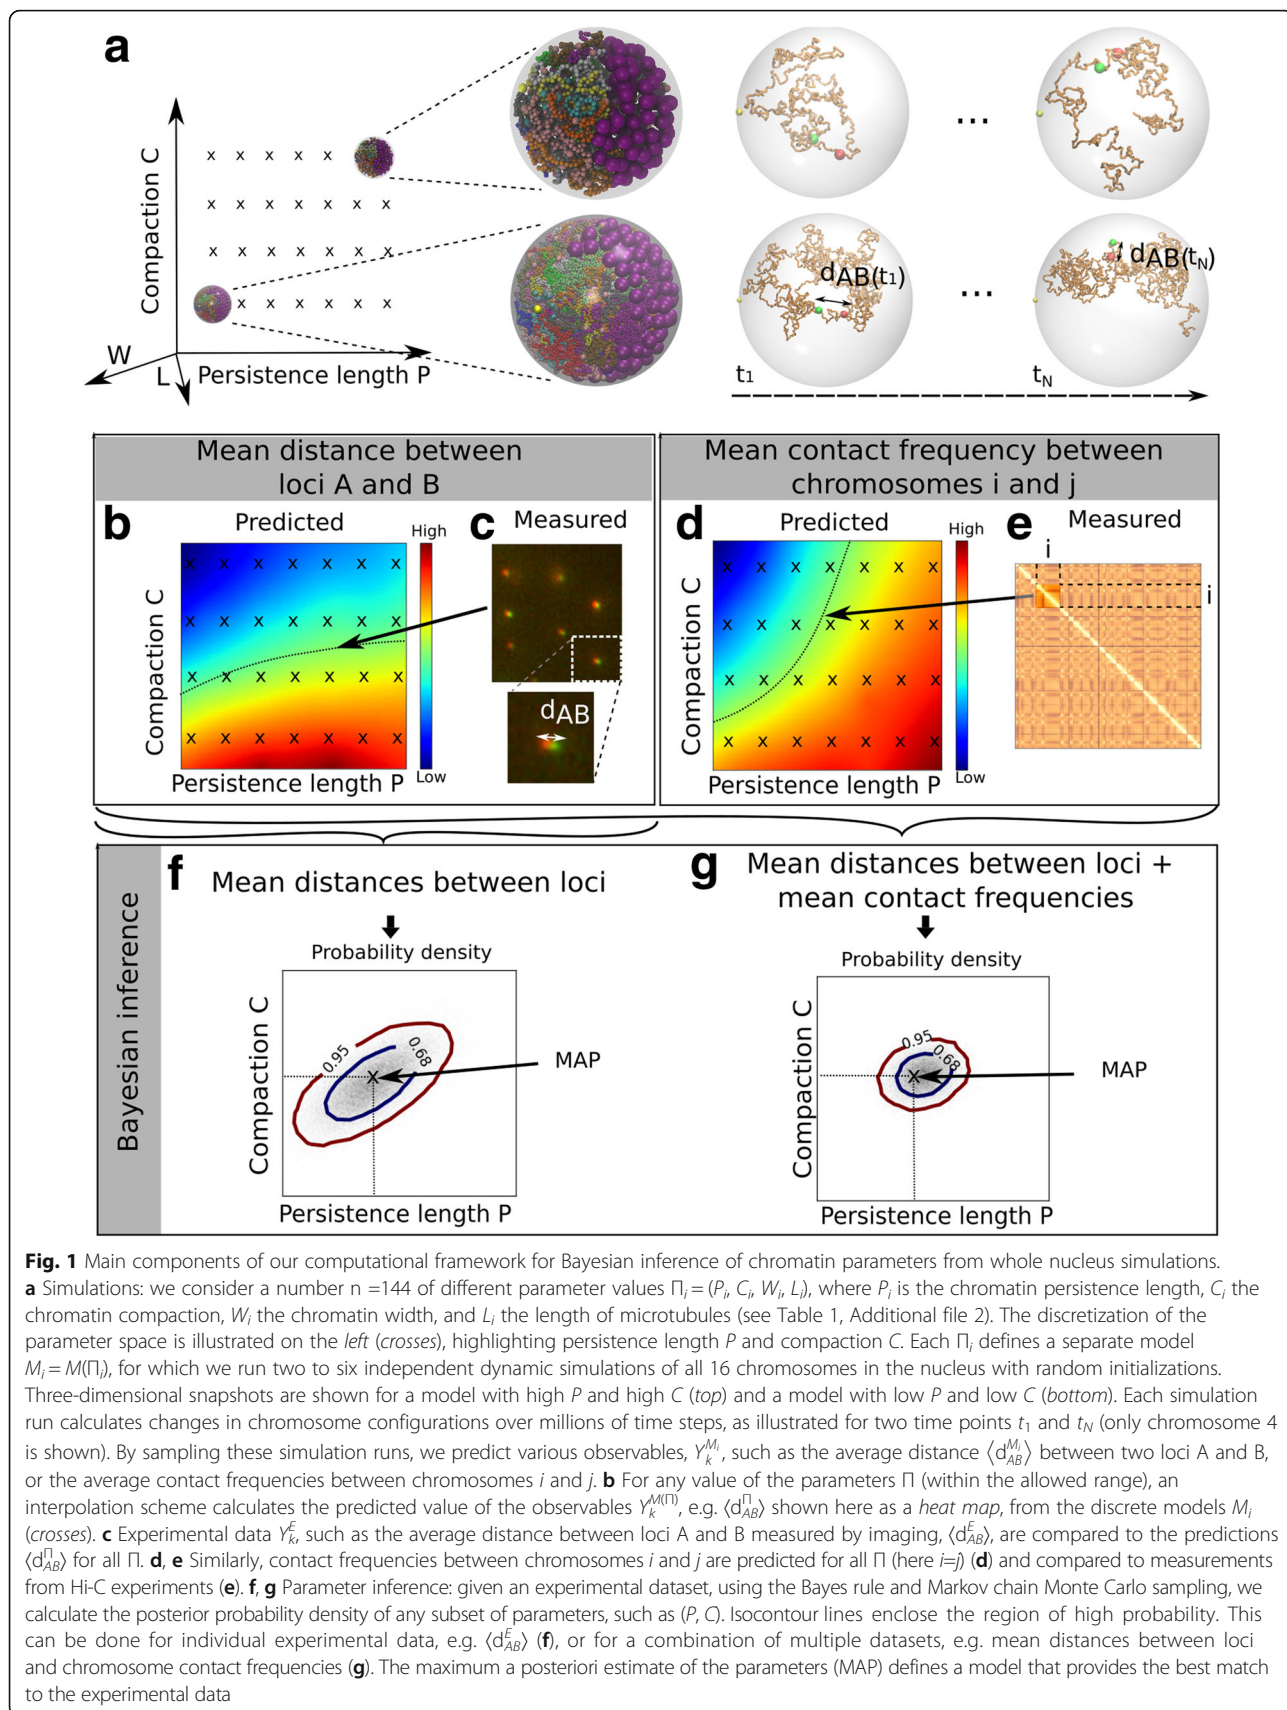 a
Compaction C
x x x x x
x x x x x x x
x x x x x x x
x x x x x x
W
L
Persistence length P
...
...
dAB(t1)
dAB(tN)
t1
tN
Mean distance between
loci A and B
Mean contact frequency between
chromosomes i and j
b
Predicted
High
Compaction C
x x x x x x x
x x x x x x x
x x x x x x x
x x x x x x x
Low
Persistence length P
c
Measured
dAB
d
Predicted
High
Compaction C
x x x x x x x
x x x x x x x
x x x x x x x
x x x x x x x
Low
Persistence length P
e
Measured
i
i
Bayesian inference
f
Mean distances between loci
Probability density
Compaction C
0.95
0.68
x
MAP
Persistence length P
g
Mean distances between loci +
mean contact frequencies
Probability density
Compaction C
0.95
0.68
x
MAP
Persistence length P
Fig. 1 Main components of our computational framework for Bayesian inference of chromatin parameters from whole nucleus simulations.
a Simulations: we consider a number n =144 of different parameter values Πi = (Pi, Ci, Wi, Li), where Pi is the chromatin persistence length, Ci the
chromatin compaction, Wi the chromatin width, and Li the length of microtubules (see Table 1, Additional file 2). The discretization of the
parameter space is illustrated on the left (crosses), highlighting persistence length P and compaction C. Each Πi defines a separate model
Mi = M(Πi), for which we run two to six independent dynamic simulations of all 16 chromosomes in the nucleus with random initializations.
Three-dimensional snapshots are shown for a model with high P and high C (top) and a model with low P and low C (bottom). Each simulation
run calculates changes in chromosome configurations over millions of time steps, as illustrated for two time points t1 and tN (only chromosome 4
is shown). By sampling these simulation runs, we predict various observables, Yk^Mi, such as the average distance ⟨dAB^Mi⟩ between two loci A and B,
or the average contact frequencies between chromosomes i and j. b For any value of the parameters Π (within the allowed range), an
interpolation scheme calculates the predicted value of the observables Yk^M(Π), e.g. ⟨dAB^Π⟩ shown here as a heat map, from the discrete models Mi
(crosses). c Experimental data Yk^E, such as the average distance between loci A and B measured by imaging, ⟨dAB^E⟩, are compared to the predictions
⟨dAB^Π⟩ for all Π. d, e Similarly, contact frequencies between chromosomes i and j are predicted for all Π (here i=j) (d) and compared to measurements
from Hi-C experiments (e). f, g Parameter inference: given an experimental dataset, using the Bayes rule and Markov chain Monte Carlo sampling, we
calculate the posterior probability density of any subset of parameters, such as (P, C). Isocontour lines enclose the region of high probability. This
can be done for individual experimental data, e.g. ⟨dAB^E⟩ (f), or for a combination of multiple datasets, e.g. mean distances between loci
and chromosome contact frequencies (g). The maximum a posteriori estimate of the parameters (MAP) defines a model that provides the best match
to the experimental data